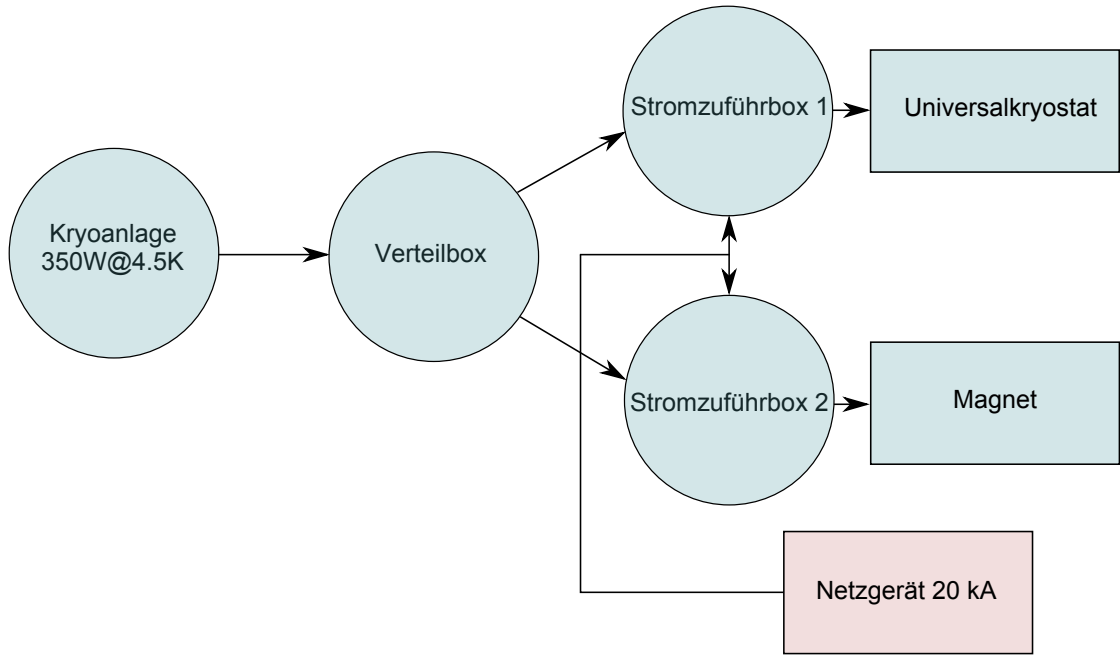 Kryoanlage
350W@4.5K
Verteilbox
Stromzuführbox 1
Universalkryostat
Stromzuführbox 2
Magnet
Netzgerät 20 kA